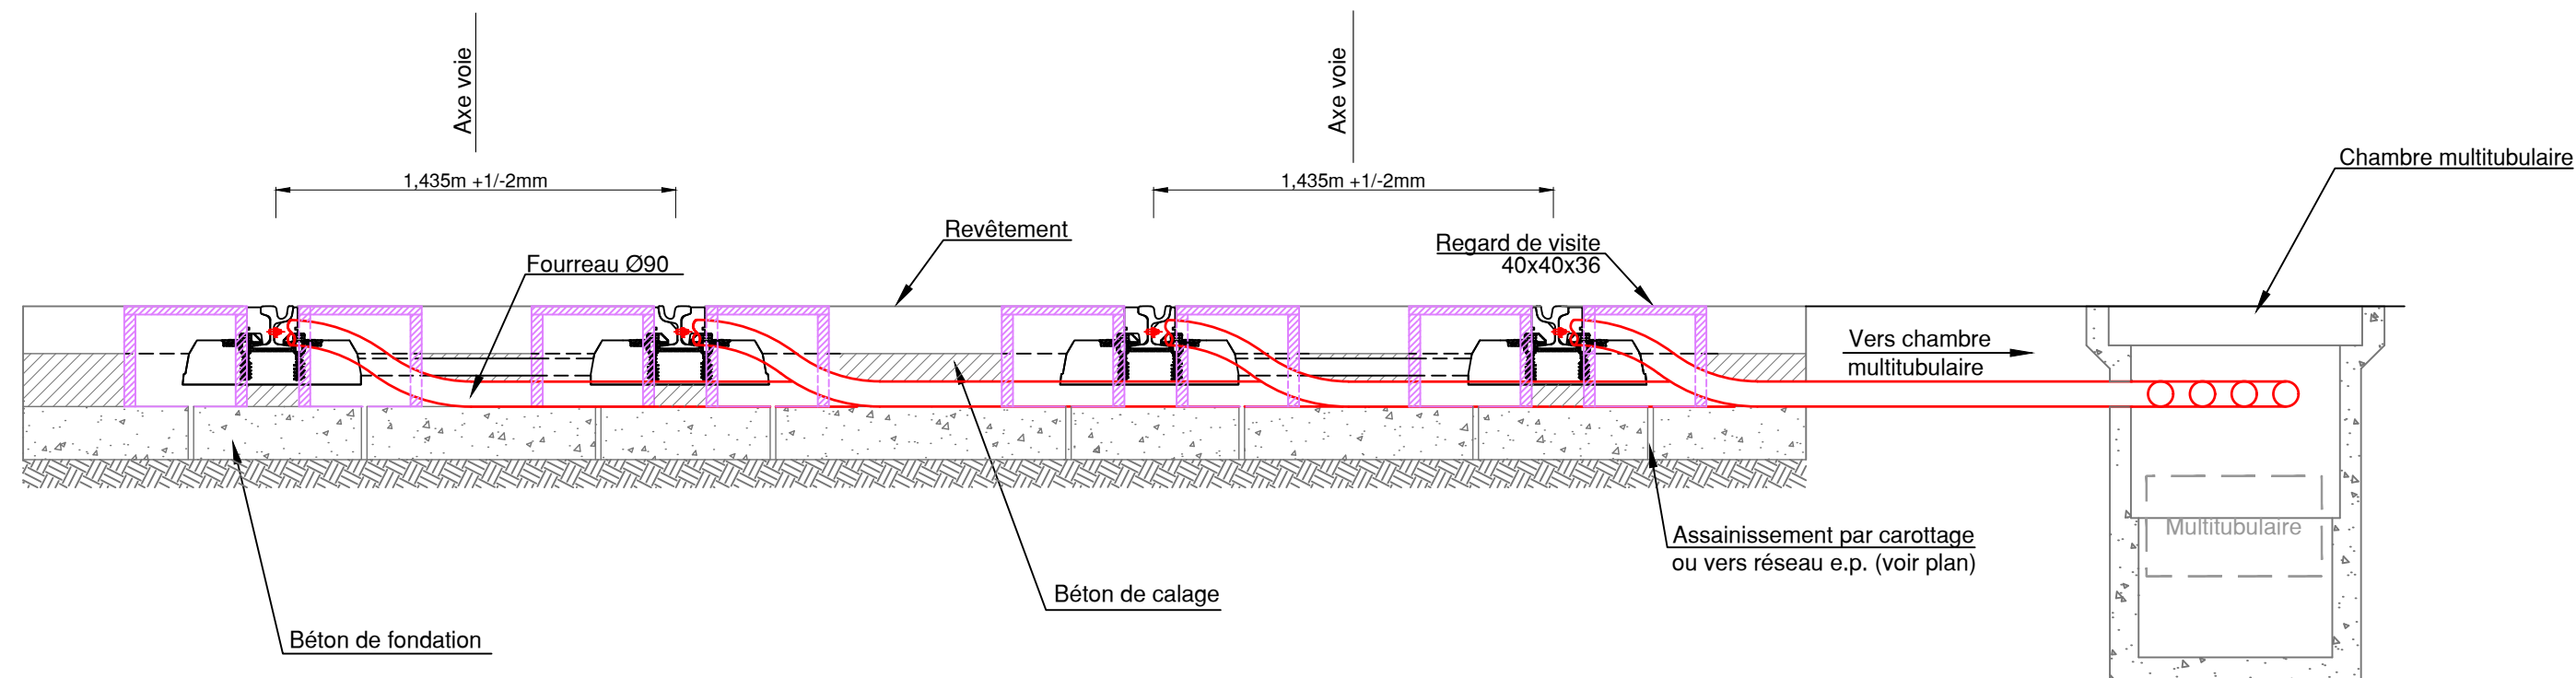 Axe voie
Axe voie
1,435m +1/-2mm
1,435m +1/-2mm
Chambre multitubulaire
Revêtement
Regard de visite
40x40x36
Fourreau Ø90
Vers chambre
multitubulaire
Multitubulaire
Assainissement par carottage
ou vers réseau e.p. (voir plan)
Béton de calage
Béton de fondation